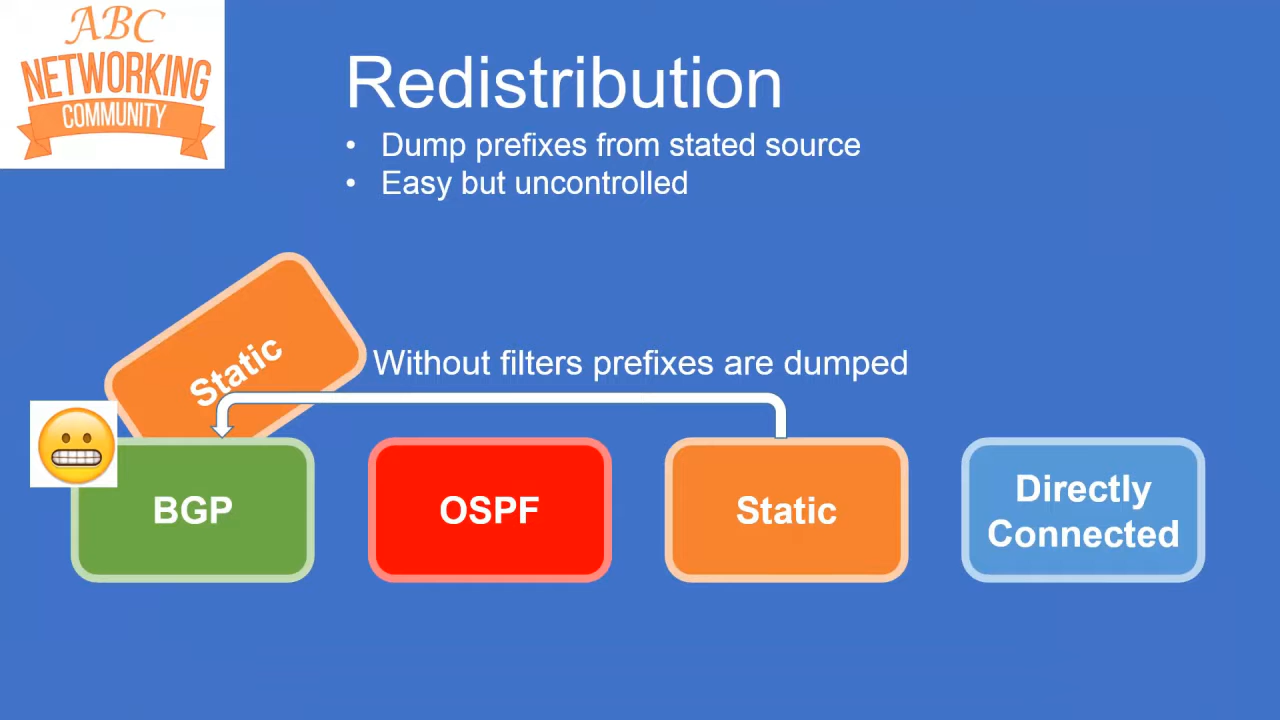 ABC
NETWORKING
COMMUNITY
Redistribution
• Dump prefixes from stated source
• Easy but uncontrolled
Static
Without filters prefixes are dumped
BGP
OSPF
Static
Directly
Connected